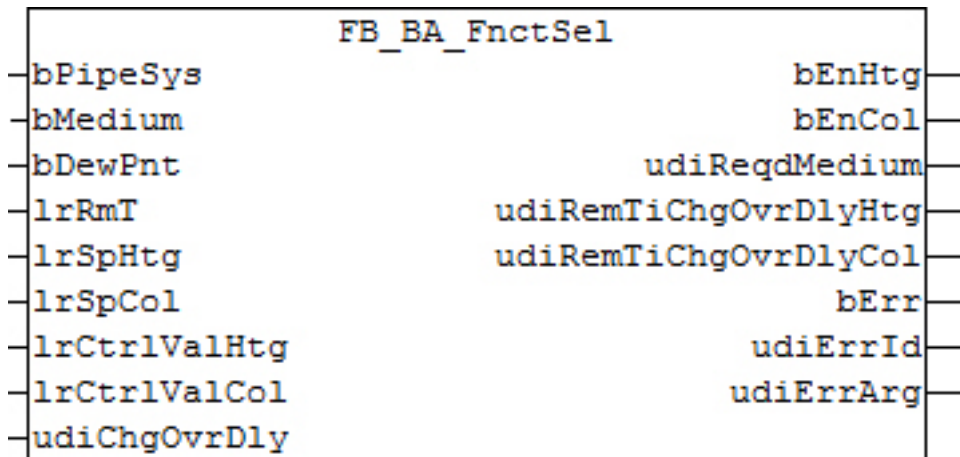 FB_BA_FnctSel
bPipeSys bEnHtg
bMedium bEnCol
bDewPnt udiReqdMedium
lrRmT udiRemTiChgOvrDlyHtg
lrSpHtg udiRemTiChgOvrDlyCol
lrSpCol bErr
lrCtrlValHtg udiErrId
lrCtrlValCol udiErrArg
udiChgOvrDly